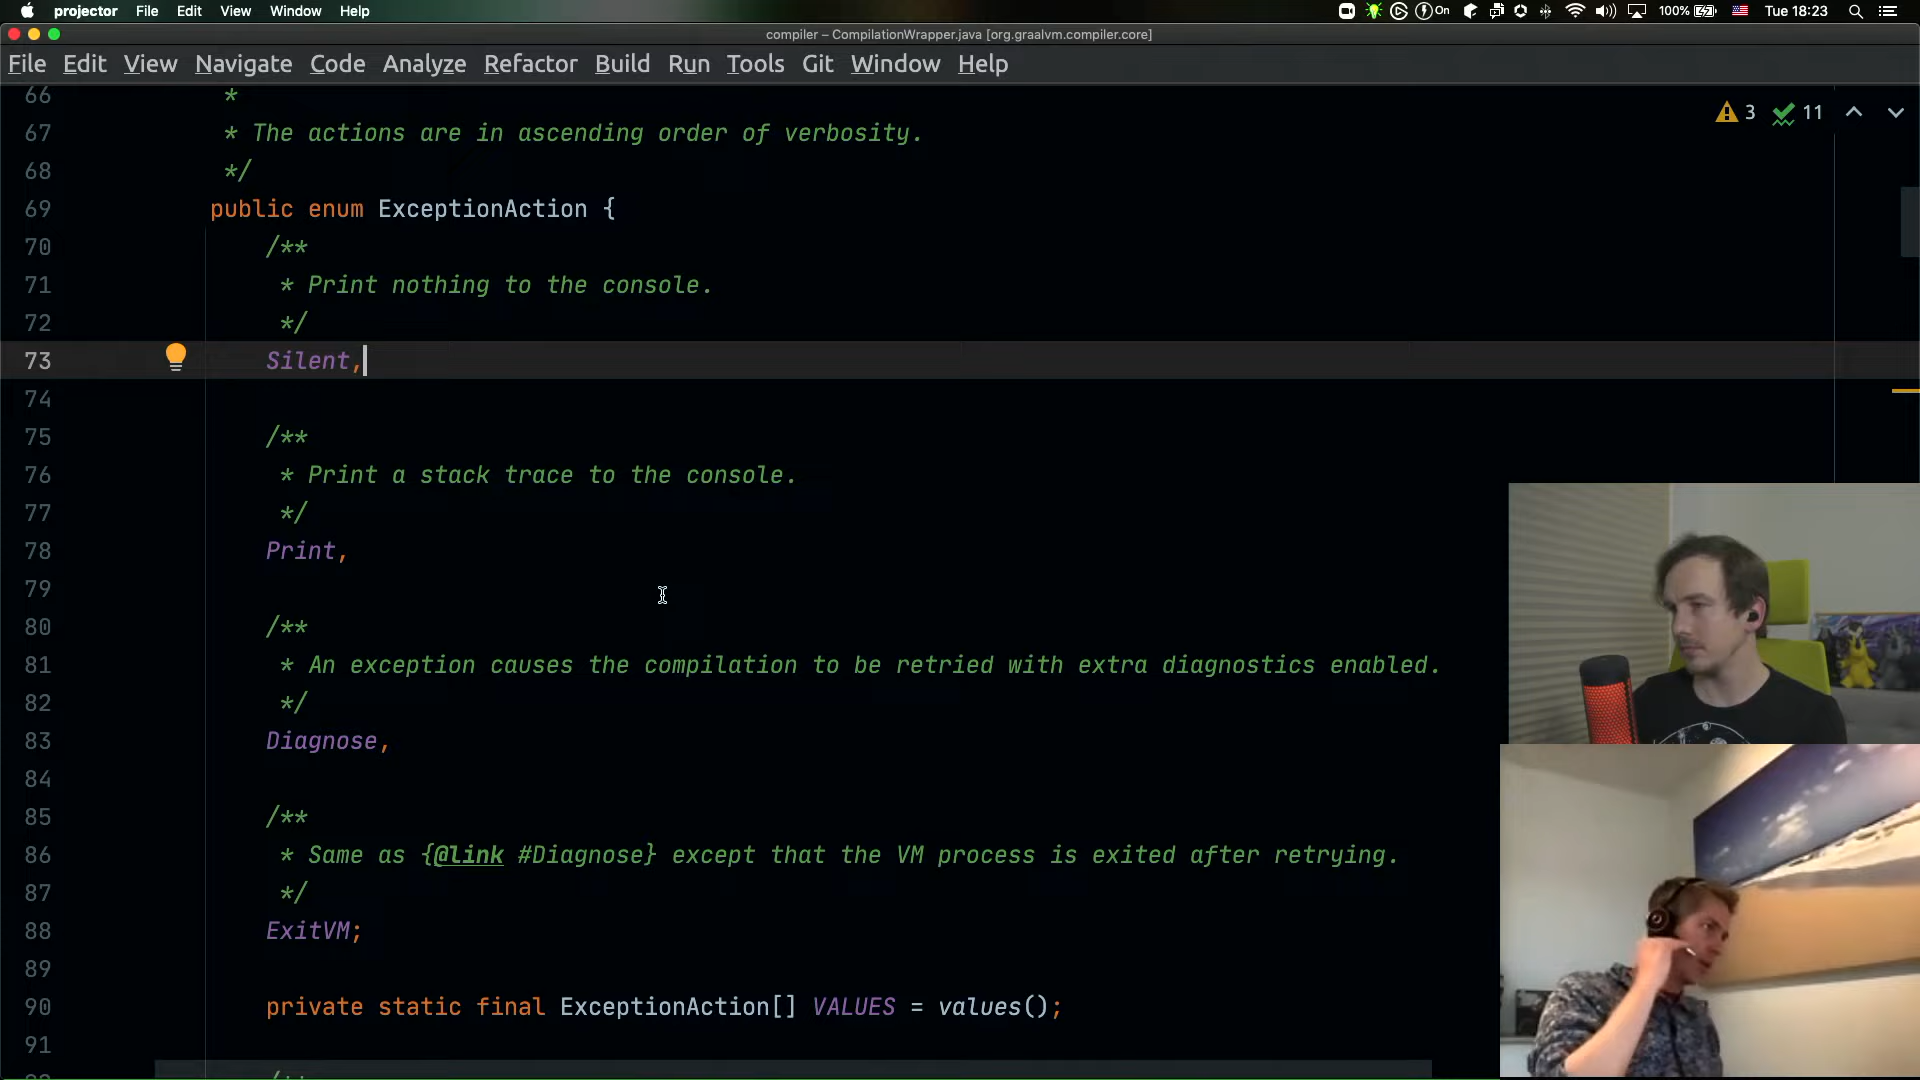 projector File Edit View Window Help
On 100% Tue 18:23
compiler – CompilationWrapper.java [org.graalvm.compiler.core]
File Edit View Navigate Code Analyze Refactor Build Run Tools Git Window Help
66 *
3 11
67 * The actions are in ascending order of verbosity.
68 */
69 public enum ExceptionAction {
70 /**
71 * Print nothing to the console.
72 */
73 Silent,
74
75 /**
76 * Print a stack trace to the console.
77 */
78 Print,
79
80 /**
81 * An exception causes the compilation to be retried with extra diagnostics enabled.
82 */
83 Diagnose,
84
85 /**
86 * Same as {@link #Diagnose} except that the VM process is exited after retrying.
87 */
88 ExitVM;
89
90 private static final ExceptionAction[] VALUES = values();
91